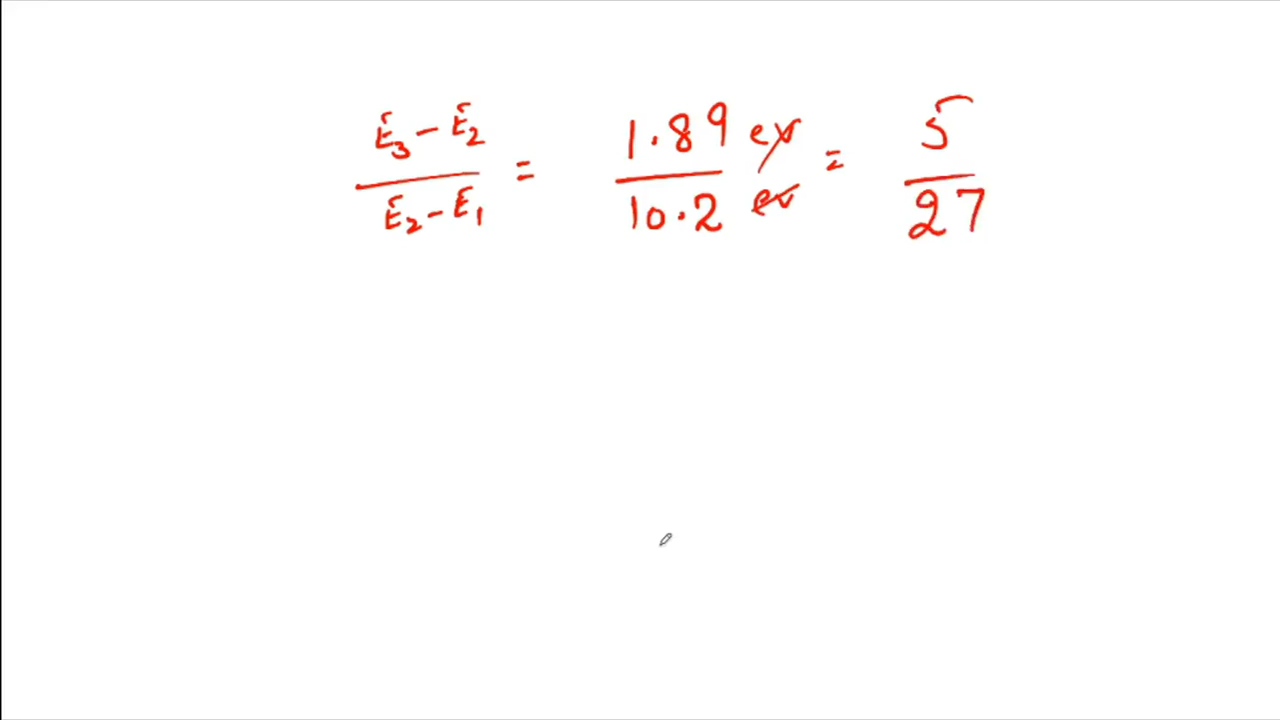 E₃ - E₂ / E₂ - E₁ = 1.89 ev / 10.2 ev = 5 / 27